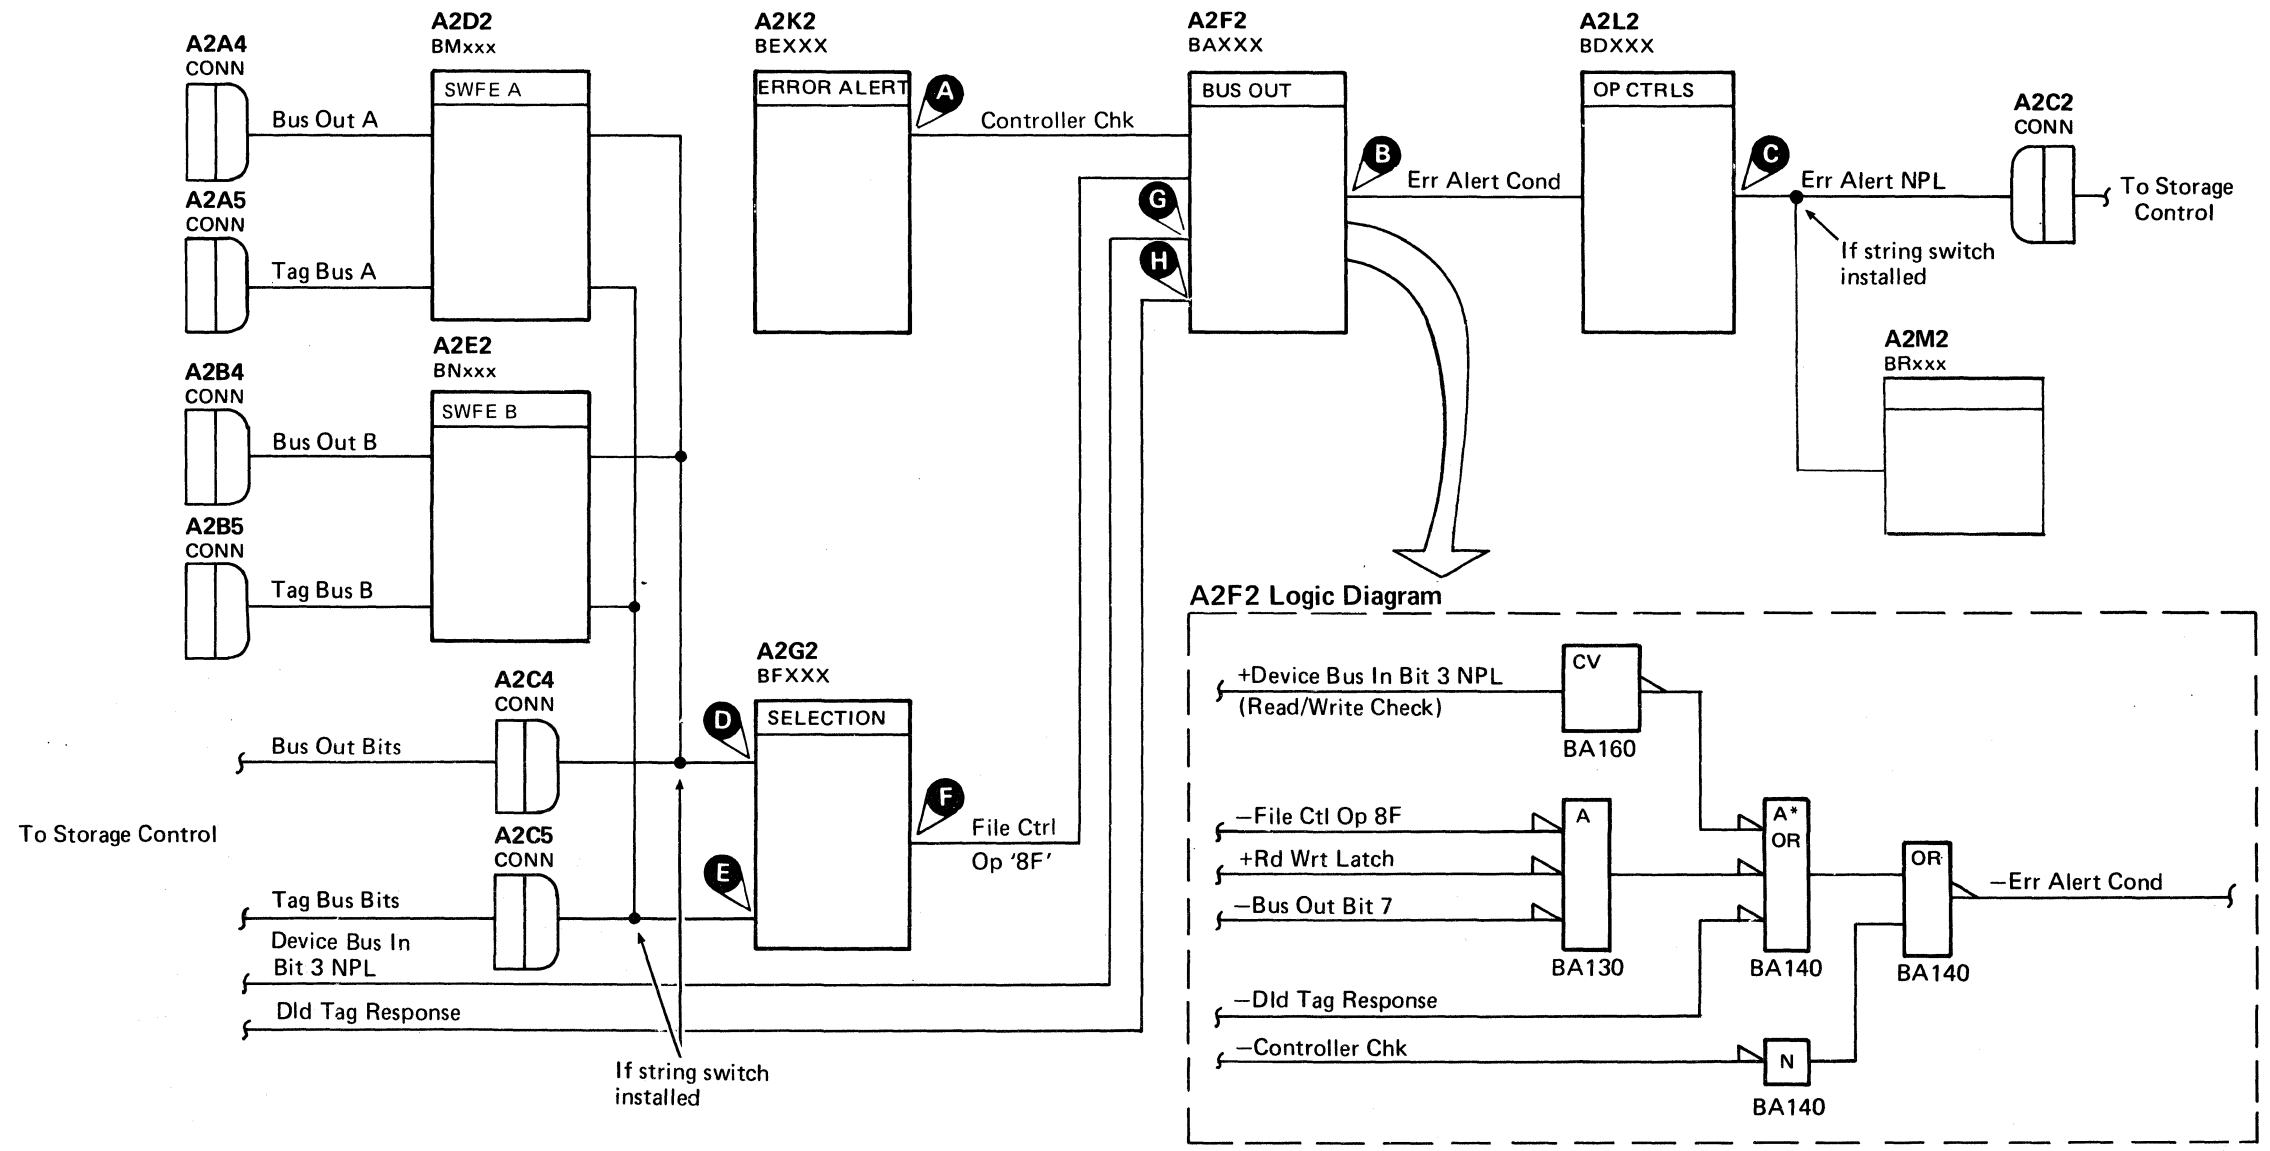 A2A4
CONN
Bus Out A
A2A5
CONN
Tag Bus A
A2D2
BMxxx
SWFE A
A2B4
CONN
Bus Out B
A2B5
CONN
Tag Bus B
A2E2
BNxxx
SWFE B
A2K2
BEXXX
ERROR ALERT
A
Controller Chk
A2F2
BAXXX
BUS OUT
G
H
B
Err Alert Cond
A2L2
BDXXX
OP CTRLS
C
Err Alert NPL
A2C2
CONN
To Storage
Control
If string switch
installed
A2M2
BRxxx
A2C4
CONN
Bus Out Bits
To Storage Control
A2C5
CONN
Tag Bus Bits
Device Bus In
Bit 3 NPL
Dld Tag Response
If string switch
installed
A2G2
BFXXX
SELECTION
D
E
F
File Ctrl
Op '8F'
A2F2 Logic Diagram
+Device Bus In Bit 3 NPL
(Read/Write Check)
CV
BA160
−File Ctl Op 8F
+Rd Wrt Latch
−Bus Out Bit 7
A
BA130
A*
OR
BA140
OR
BA140
−Err Alert Cond
−Dld Tag Response
−Controller Chk
N
BA140